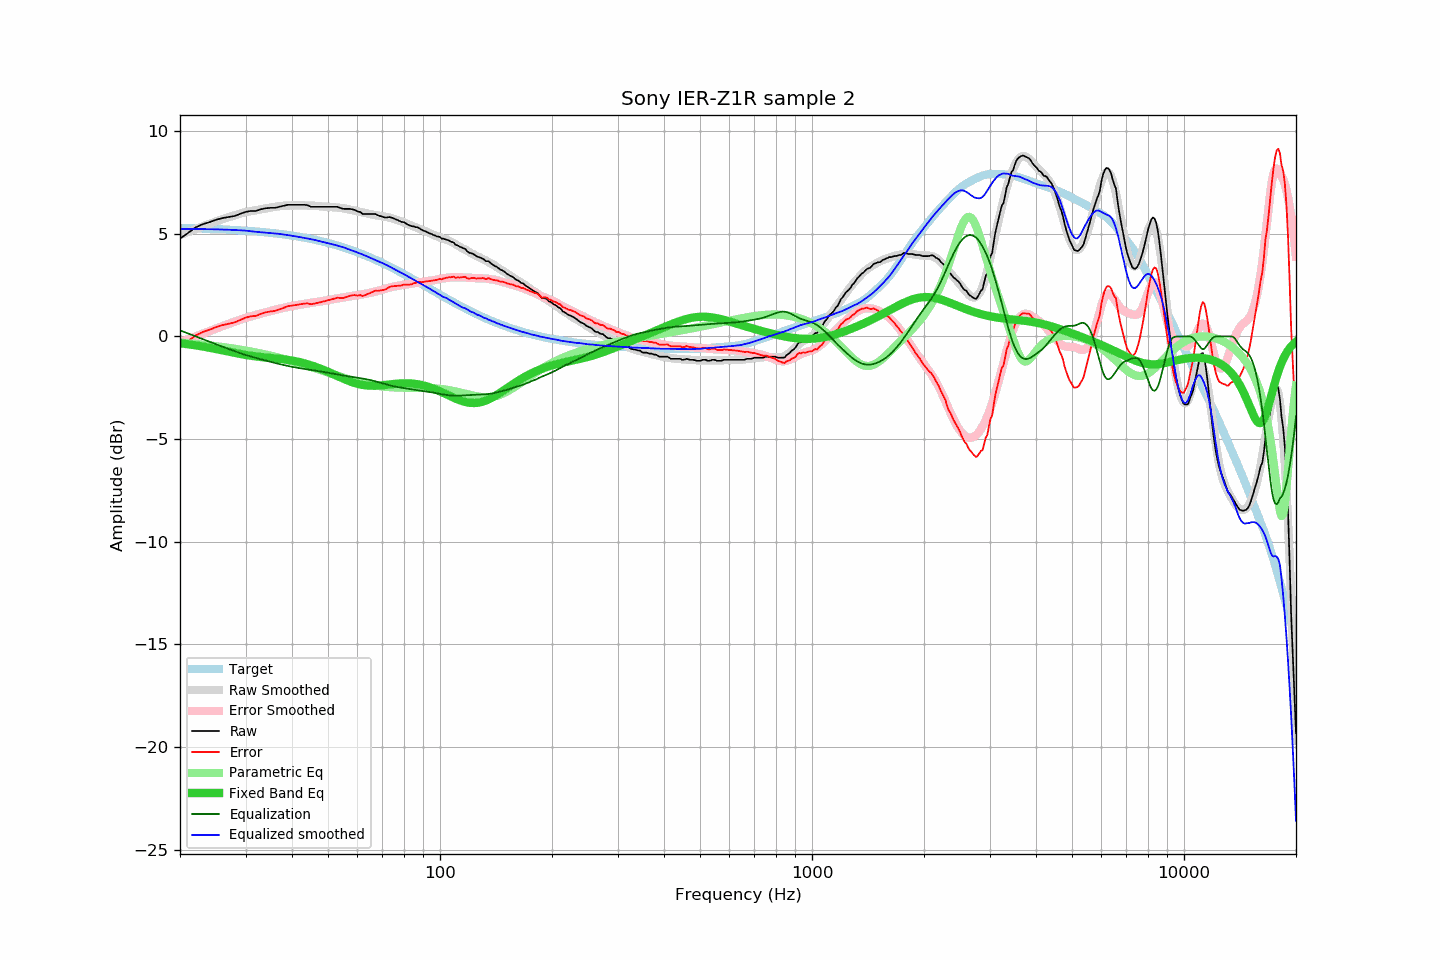 Sony IER-Z1R sample 2
10
5
0
−5
−10
−15
−20
−25
Amplitude (dBr)
Target
Raw Smoothed
Error Smoothed
Raw
Error
Parametric Eq
Fixed Band Eq
Equalization
Equalized smoothed
100
1000
10000
Frequency (Hz)